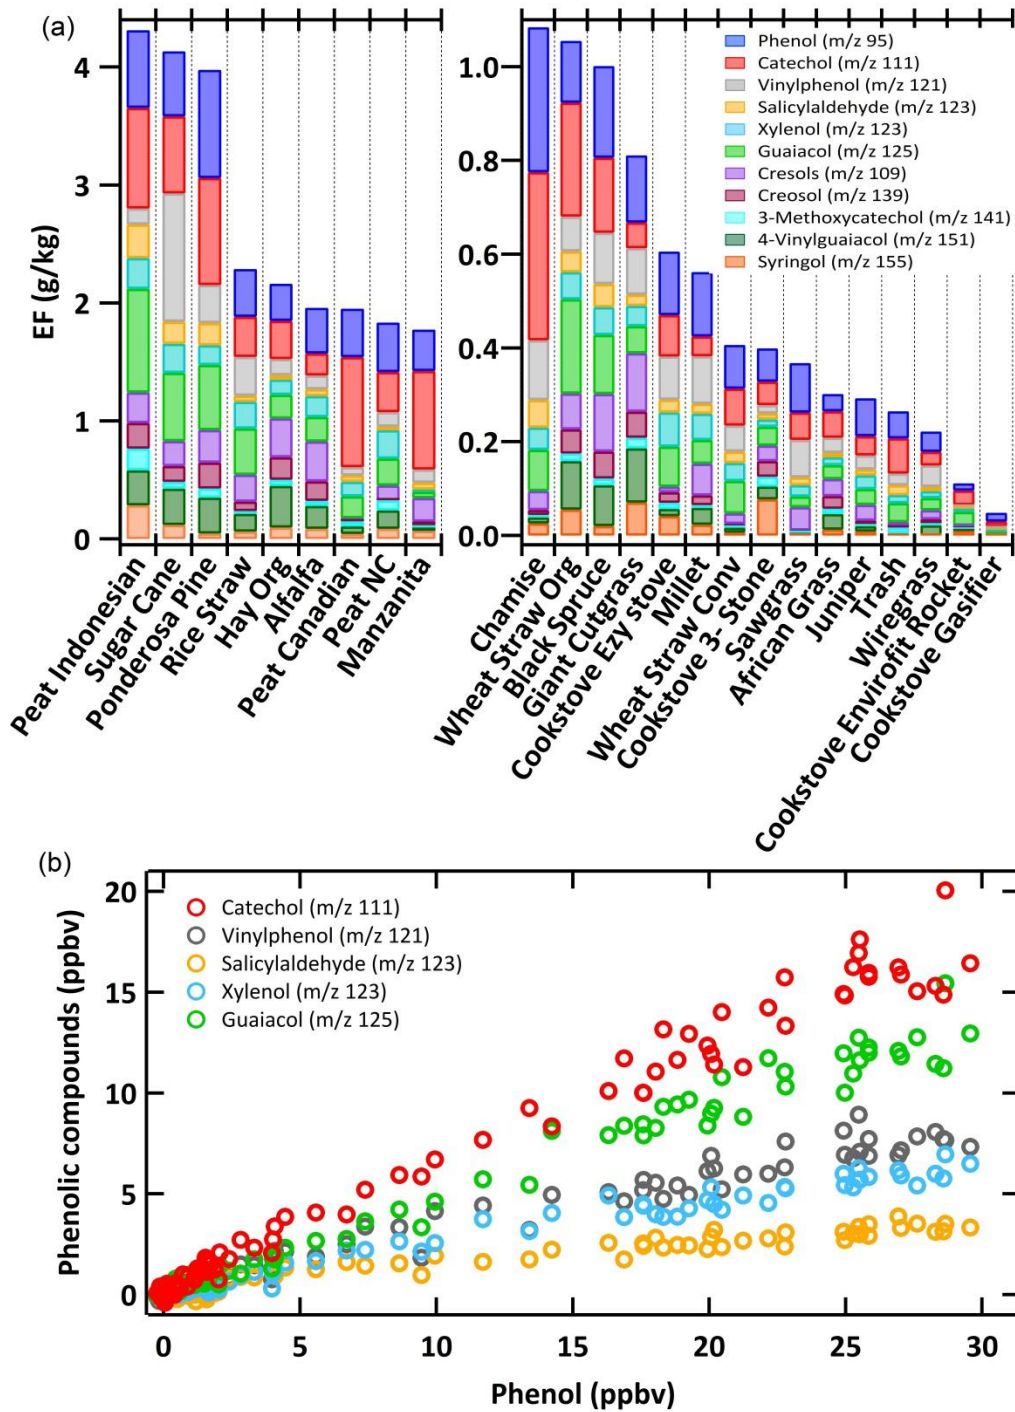 (a)
EF (g/kg)
4
3
2
1
0
1.0
0.8
0.6
0.4
0.2
0.0
Phenol (m/z 95)
Catechol (m/z 111)
Vinylphenol (m/z 121)
Salicylaldehyde (m/z 123)
Xylenol (m/z 123)
Guaiacol (m/z 125)
Cresols (m/z 109)
Creosol (m/z 139)
3-Methoxycatechol (m/z 141)
4-Vinylguaiacol (m/z 151)
Syringol (m/z 155)
Peat Indonesian
Sugar Cane
Ponderosa Pine
Rice Straw
Hay Org
Alfalfa
Peat Canadian
Peat NC
Manzanita
Chamise
Wheat Straw Org
Black Spruce
Giant Cutgrass
Cookstove Ezy stove
Millet
Wheat Straw Conv
Cookstove 3- Stone
Sawgrass
African Grass
Juniper
Trash
Wiregrass
Cookstove Envirofit Rocket
Cookstove Gasifier
(b)
Phenolic compounds (ppbv)
20
15
10
5
0
Catechol (m/z 111)
Vinylphenol (m/z 121)
Salicylaldehyde (m/z 123)
Xylenol (m/z 123)
Guaiacol (m/z 125)
0 5 10 15 20 25 30
Phenol (ppbv)